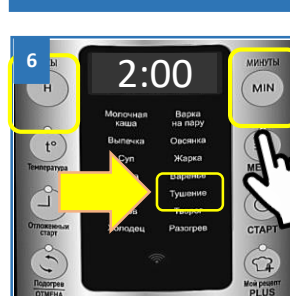 6
ЧАСЫ
H
2:00
МИНУТЫ
MIN
Молочная каша
Варка на пару
Выпечка
Овсянка
Суп
Жарка
Варенье
Тушение
Творог
Холодец
Разогрев
t°
Температура
Отложенный старт
СТАРТ
Подогрев
ОТМЕНА
Мой рецепт
PLUS